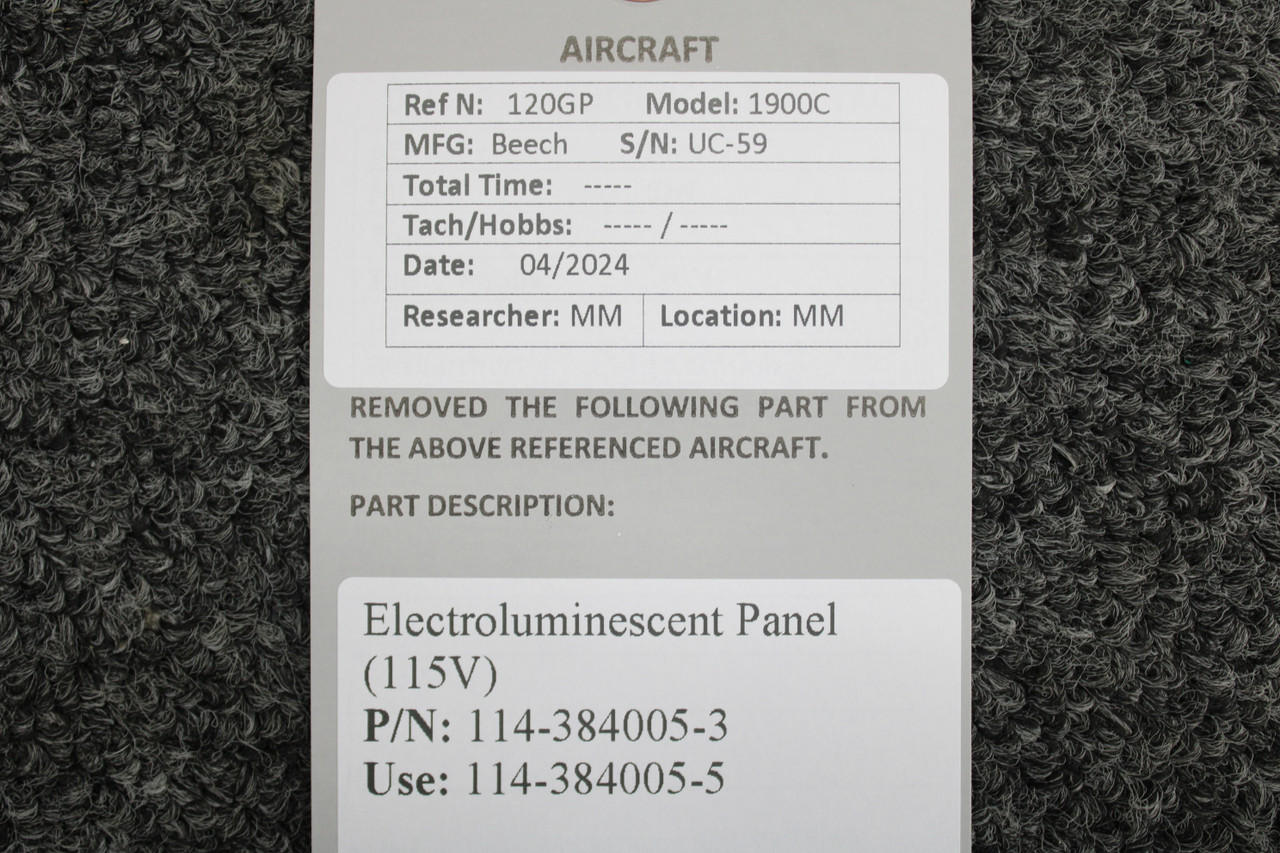 AIRCRAFT
Ref N: 120GP Model: 1900C
MFG: Beech S/N: UC-59
Total Time: -----
Tach/Hobbs: ----- / -----
Date: 04/2024
Researcher: MM Location: MM
REMOVED THE FOLLOWING PART FROM
THE ABOVE REFERENCED AIRCRAFT.
PART DESCRIPTION:
Electroluminescent Panel
(115V)
P/N: 114-384005-3
Use: 114-384005-5